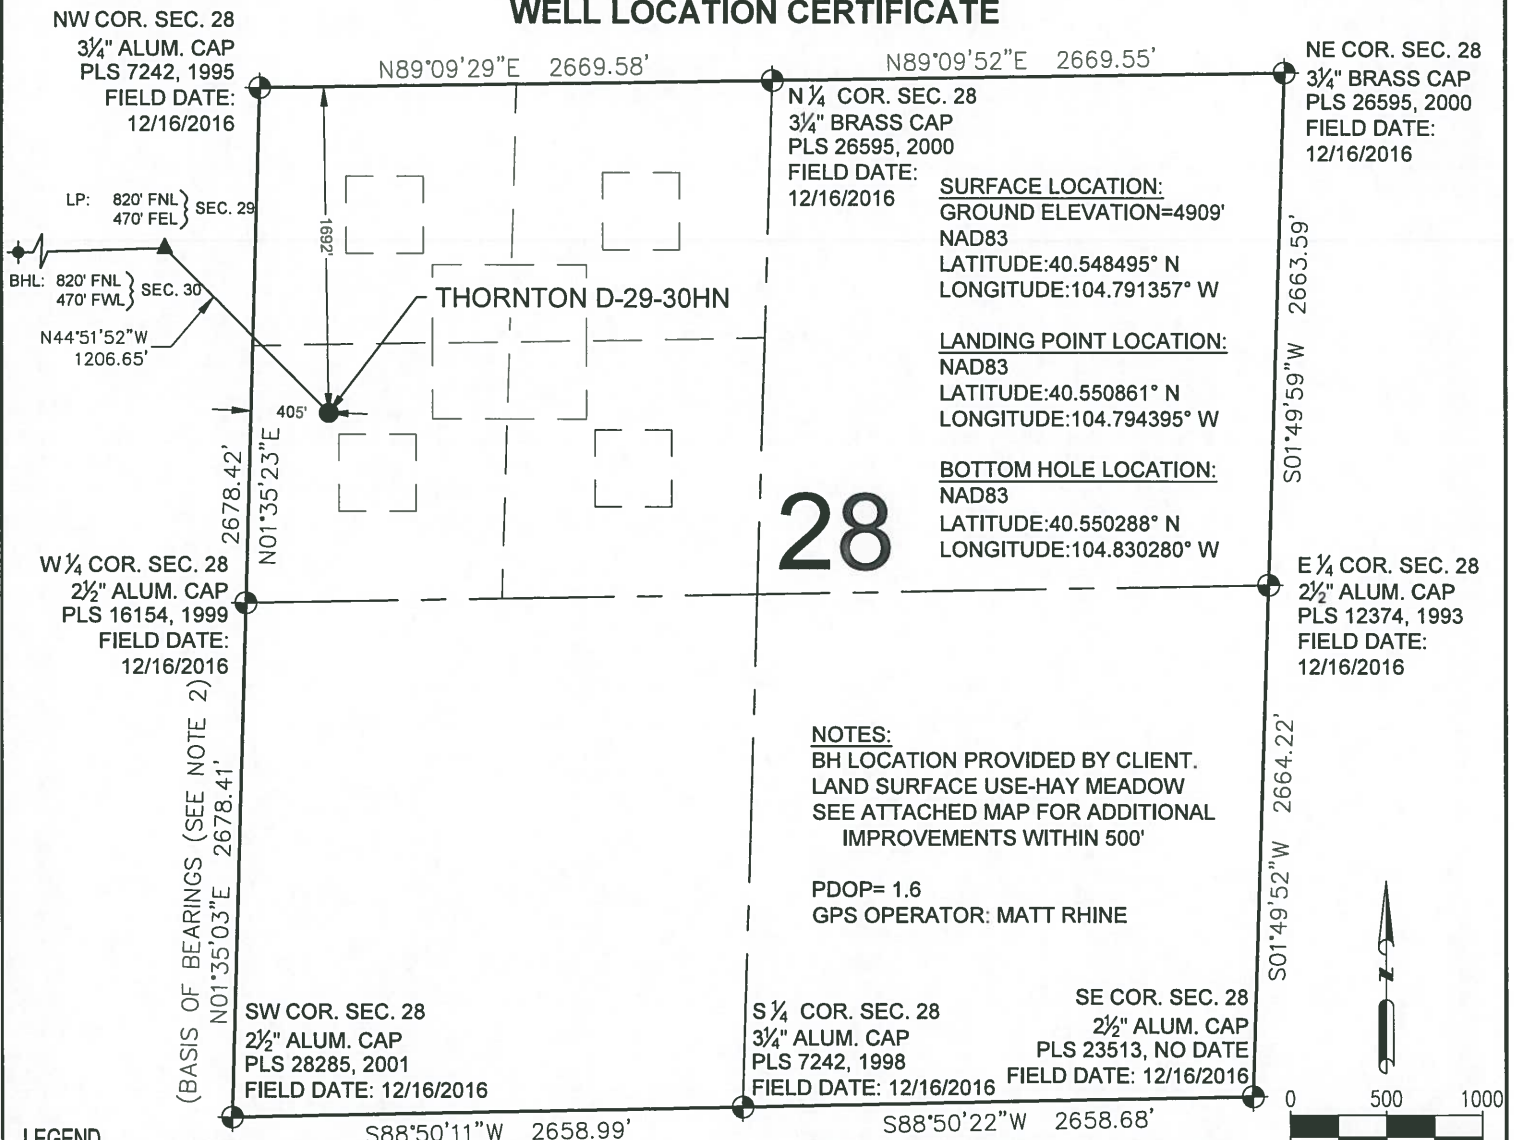 WELL LOCATION CERTIFICATE
NW COR. SEC. 28
3¼" ALUM. CAP
PLS 7242, 1995
FIELD DATE:
12/16/2016
N89°09'29"E 2669.58'
N89°09'52"E 2669.55'
NE COR. SEC. 28
3¼" BRASS CAP
PLS 26595, 2000
FIELD DATE:
12/16/2016
N ¼ COR. SEC. 28
3¼" BRASS CAP
PLS 26595, 2000
FIELD DATE:
12/16/2016
LP: 820' FNL
470' FEL
SEC. 29
BHL: 820' FNL
470' FWL
SEC. 30
N44°51'52"W
1206.65'
1692'
405'
THORNTON D-29-30HN
SURFACE LOCATION:
GROUND ELEVATION=4909'
NAD83
LATITUDE:40.548495° N
LONGITUDE:104.791357° W
LANDING POINT LOCATION:
NAD83
LATITUDE:40.550861° N
LONGITUDE:104.794395° W
BOTTOM HOLE LOCATION:
NAD83
LATITUDE:40.550288° N
LONGITUDE:104.830280° W
S01°49'59"W 2663.59'
2678.42'
N01°35'23"E
28
W ¼ COR. SEC. 28
2½" ALUM. CAP
PLS 16154, 1999
FIELD DATE:
12/16/2016
E ¼ COR. SEC. 28
2½" ALUM. CAP
PLS 12374, 1993
FIELD DATE:
12/16/2016
(BASIS OF BEARINGS (SEE NOTE 2)
N01°35'03"E 2678.41'
NOTES:
BH LOCATION PROVIDED BY CLIENT.
LAND SURFACE USE-HAY MEADOW
SEE ATTACHED MAP FOR ADDITIONAL
IMPROVEMENTS WITHIN 500'
PDOP= 1.6
GPS OPERATOR: MATT RHINE
S01°49'52"W 2664.22'
N
SW COR. SEC. 28
2½" ALUM. CAP
PLS 28285, 2001
FIELD DATE: 12/16/2016
S ¼ COR. SEC. 28
3¼" ALUM. CAP
PLS 7242, 1998
FIELD DATE: 12/16/2016
SE COR. SEC. 28
2½" ALUM. CAP
PLS 23513, NO DATE
FIELD DATE: 12/16/2016
0 500 1000
S88°50'11"W 2658.99'
S88°50'22"W 2658.68'
LEGEND